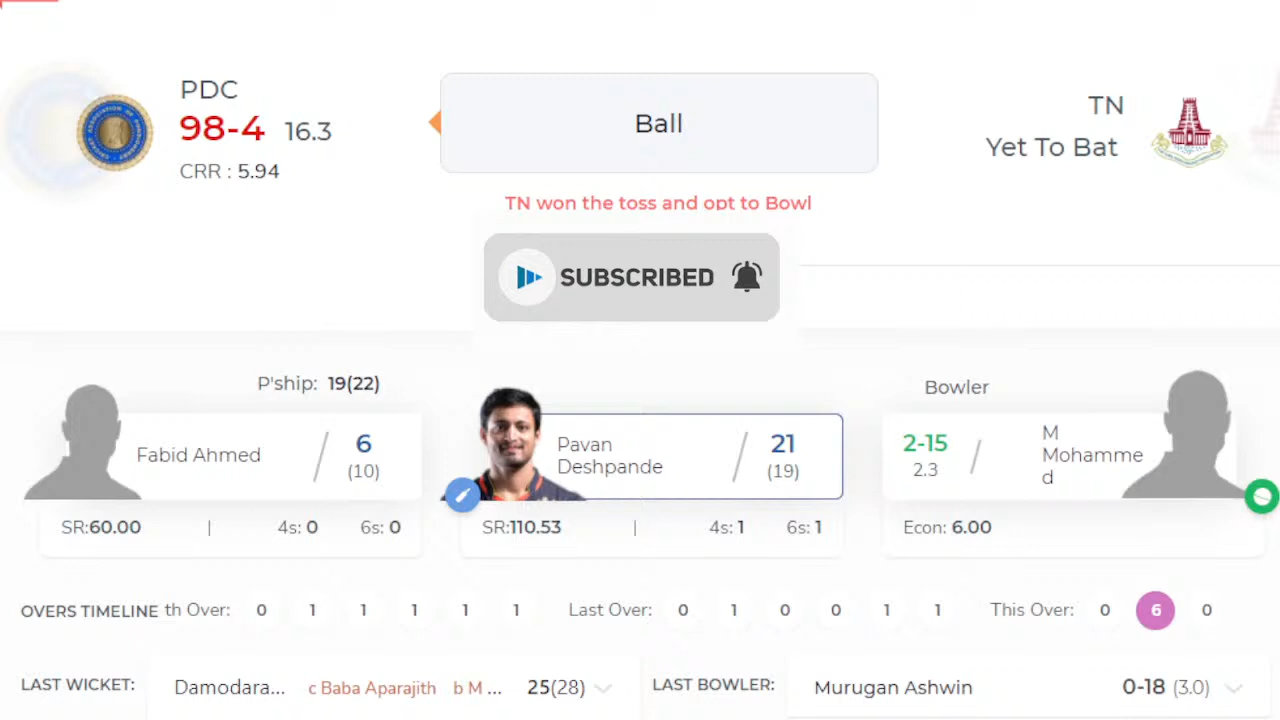 PDC
98-4 16.3
CRR : 5.94
Ball
TN won the toss and opt to Bowl
TN
Yet To Bat
SUBSCRIBED
P'ship: 19(22)
Fabid Ahmed / 6
(10)
SR:60.00 | 4s: 0 6s: 0
Pavan
Deshpande / 21
(19)
SR:110.53 | 4s: 1 6s: 1
Bowler
2-15
2.3 /
M
Mohamme
d
Econ: 6.00
OVERS TIMELINE th Over: 0 1 1 1 1 1 Last Over: 0 1 0 0 1 1 This Over: 0 6 0
LAST WICKET: Damodara... c Baba Aparajith b M ... 25(28)
LAST BOWLER: Murugan Ashwin 0-18 (3.0)